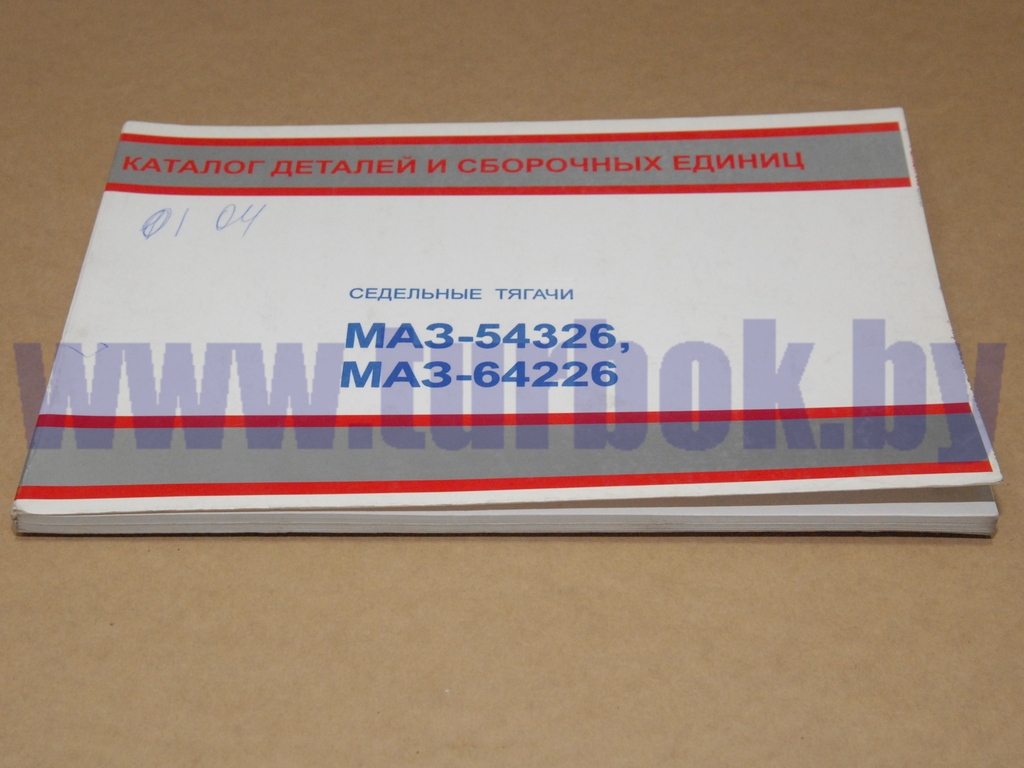 КАТАЛОГ ДЕТАЛЕЙ И СБОРОЧНЫХ ЕДИНИЦ
01 04
СЕДЕЛЬНЫЕ ТЯГАЧИ
МАЗ-54326,
МАЗ-64226
www.turbok.by